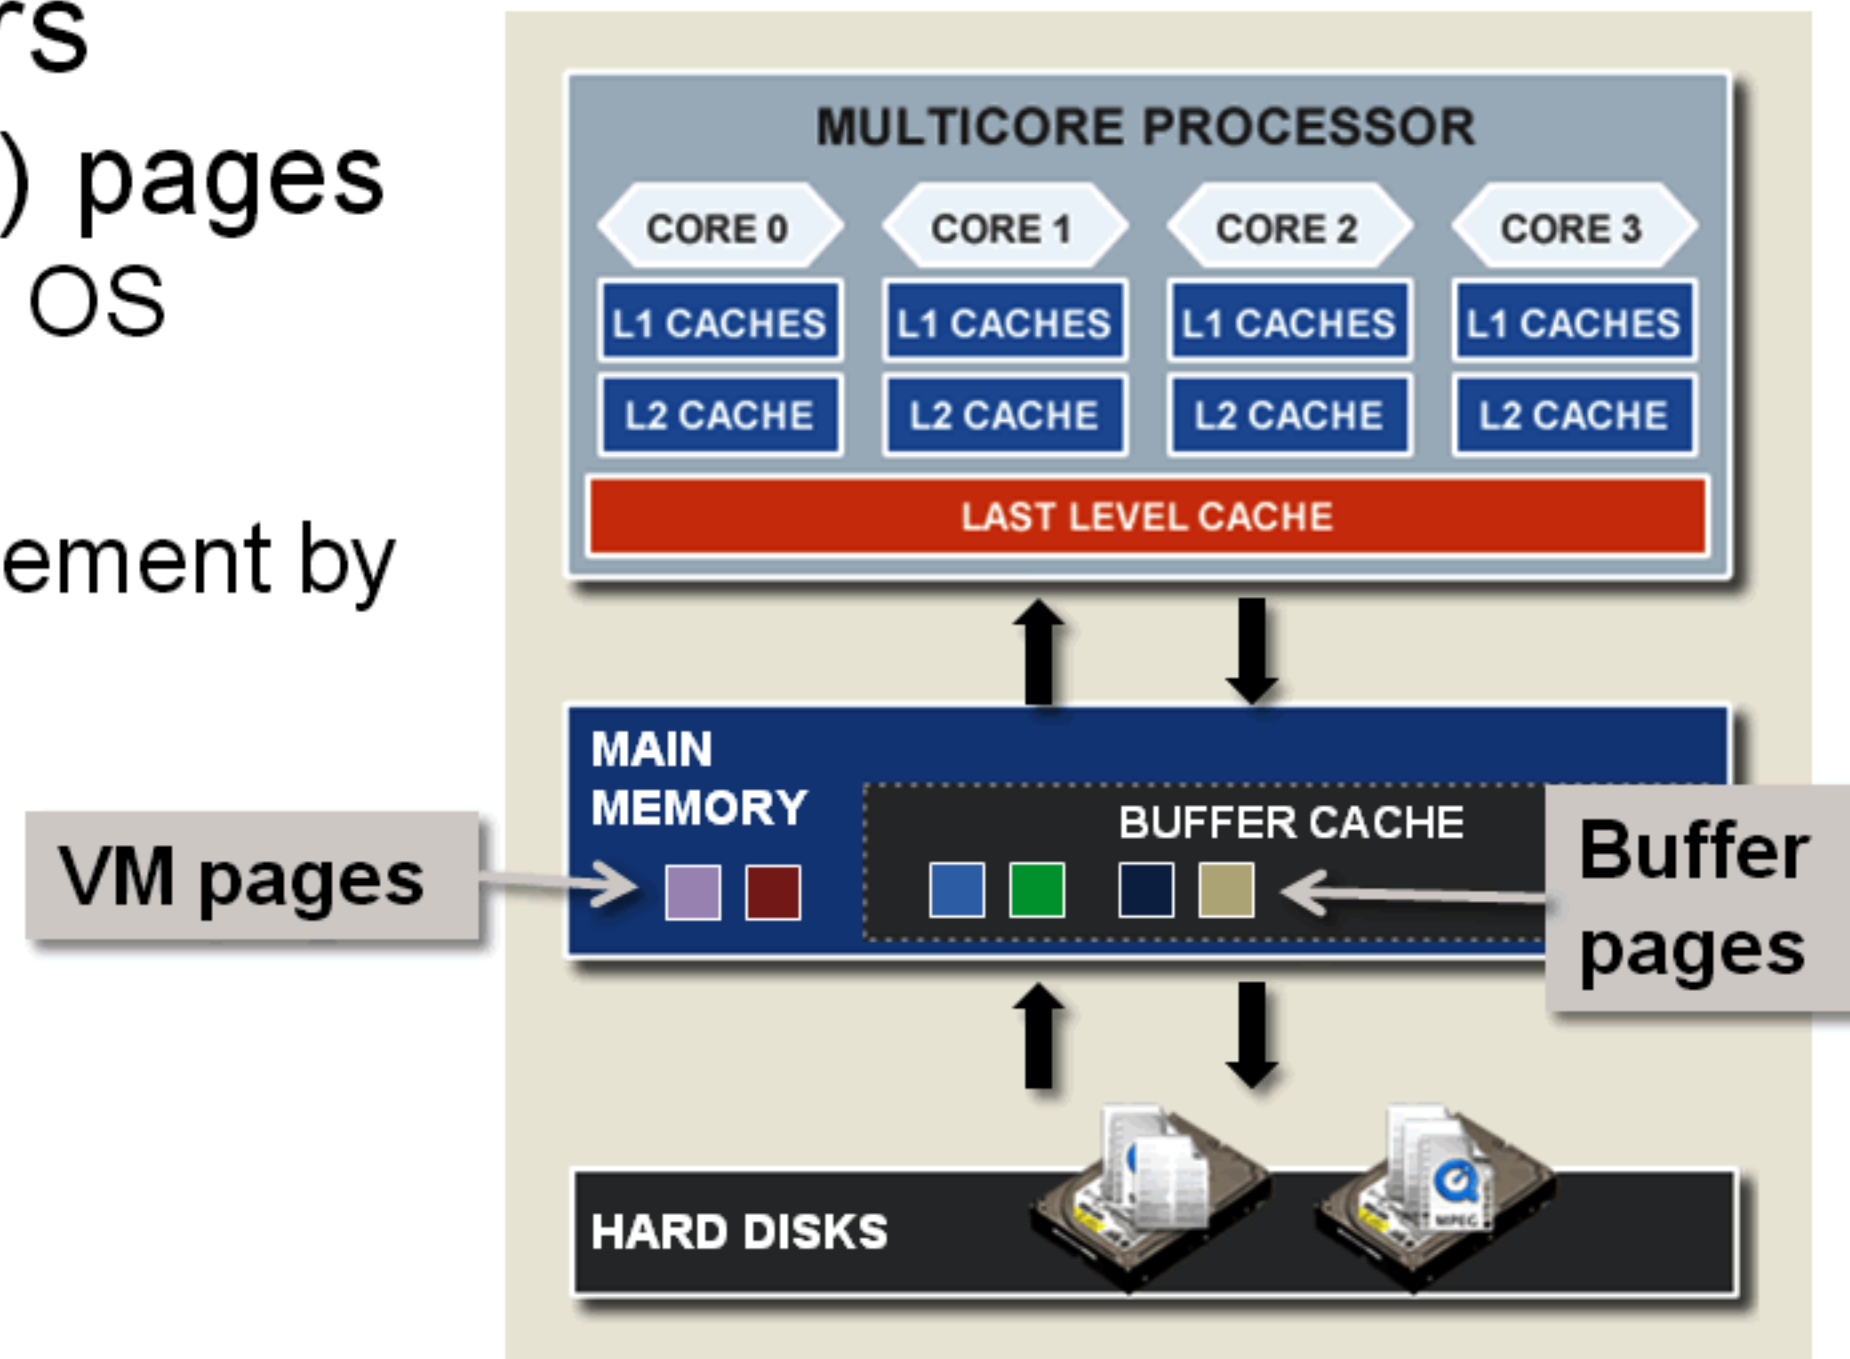 rs
) pages
OS
ement by
MULTICORE PROCESSOR
CORE 0 CORE 1 CORE 2 CORE 3
L1 CACHES L1 CACHES L1 CACHES L1 CACHES
L2 CACHE L2 CACHE L2 CACHE L2 CACHE
LAST LEVEL CACHE
MAIN
MEMORY
BUFFER CACHE
VM pages
Buffer
pages
HARD DISKS
MPEG